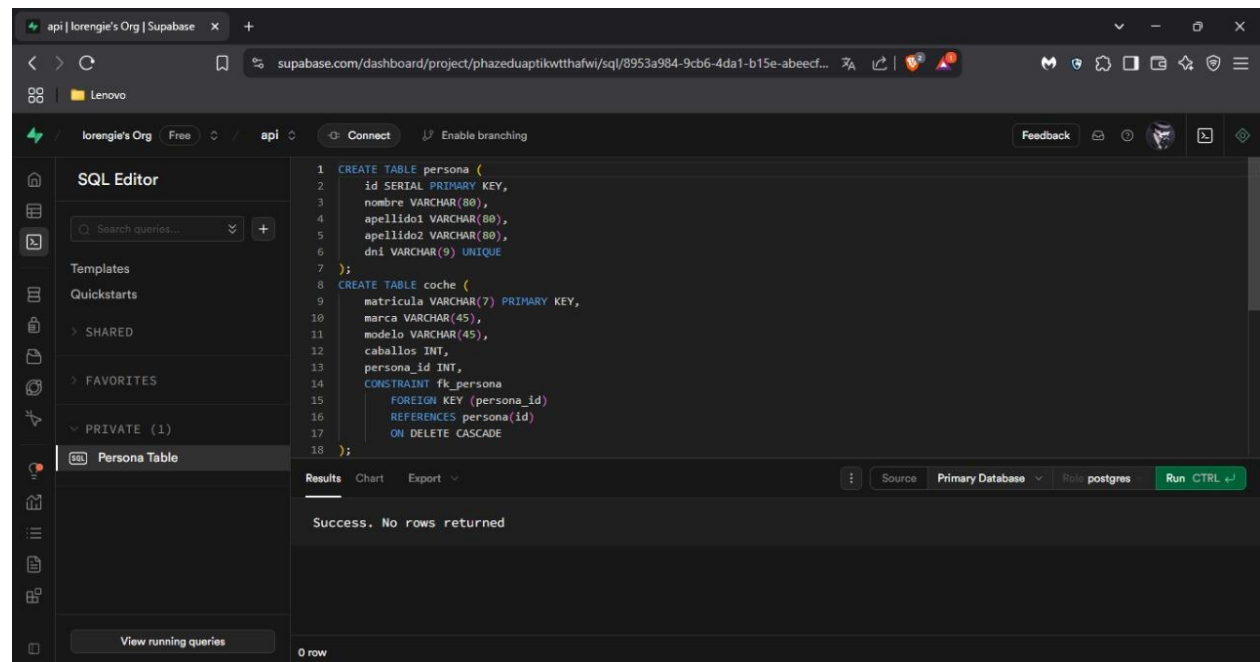 api | lorengie's Org | Supabase
supabase.com/dashboard/project/phazeduaptikwtthafwi/sql/8953a984-9cb6-4da1-b15e-abeecf...
Lenovo
lorengie's Org Free api Connect Enable branching Feedback
SQL Editor
Search queries...
Templates
Quickstarts
SHARED
FAVORITES
PRIVATE (1)
SQL Persona Table
View running queries
1 CREATE TABLE persona (
2 id SERIAL PRIMARY KEY,
3 nombre VARCHAR(80),
4 apellido1 VARCHAR(80),
5 apellido2 VARCHAR(80),
6 dni VARCHAR(9) UNIQUE
7 );
8 CREATE TABLE coche (
9 matricula VARCHAR(7) PRIMARY KEY,
10 marca VARCHAR(45),
11 modelo VARCHAR(45),
12 caballos INT,
13 persona_id INT,
14 CONSTRAINT fk_persona
15 FOREIGN KEY (persona_id)
16 REFERENCES persona(id)
17 ON DELETE CASCADE
18 );
Results Chart Export Source Primary Database Role postgres Run CTRL
Success. No rows returned
0 row